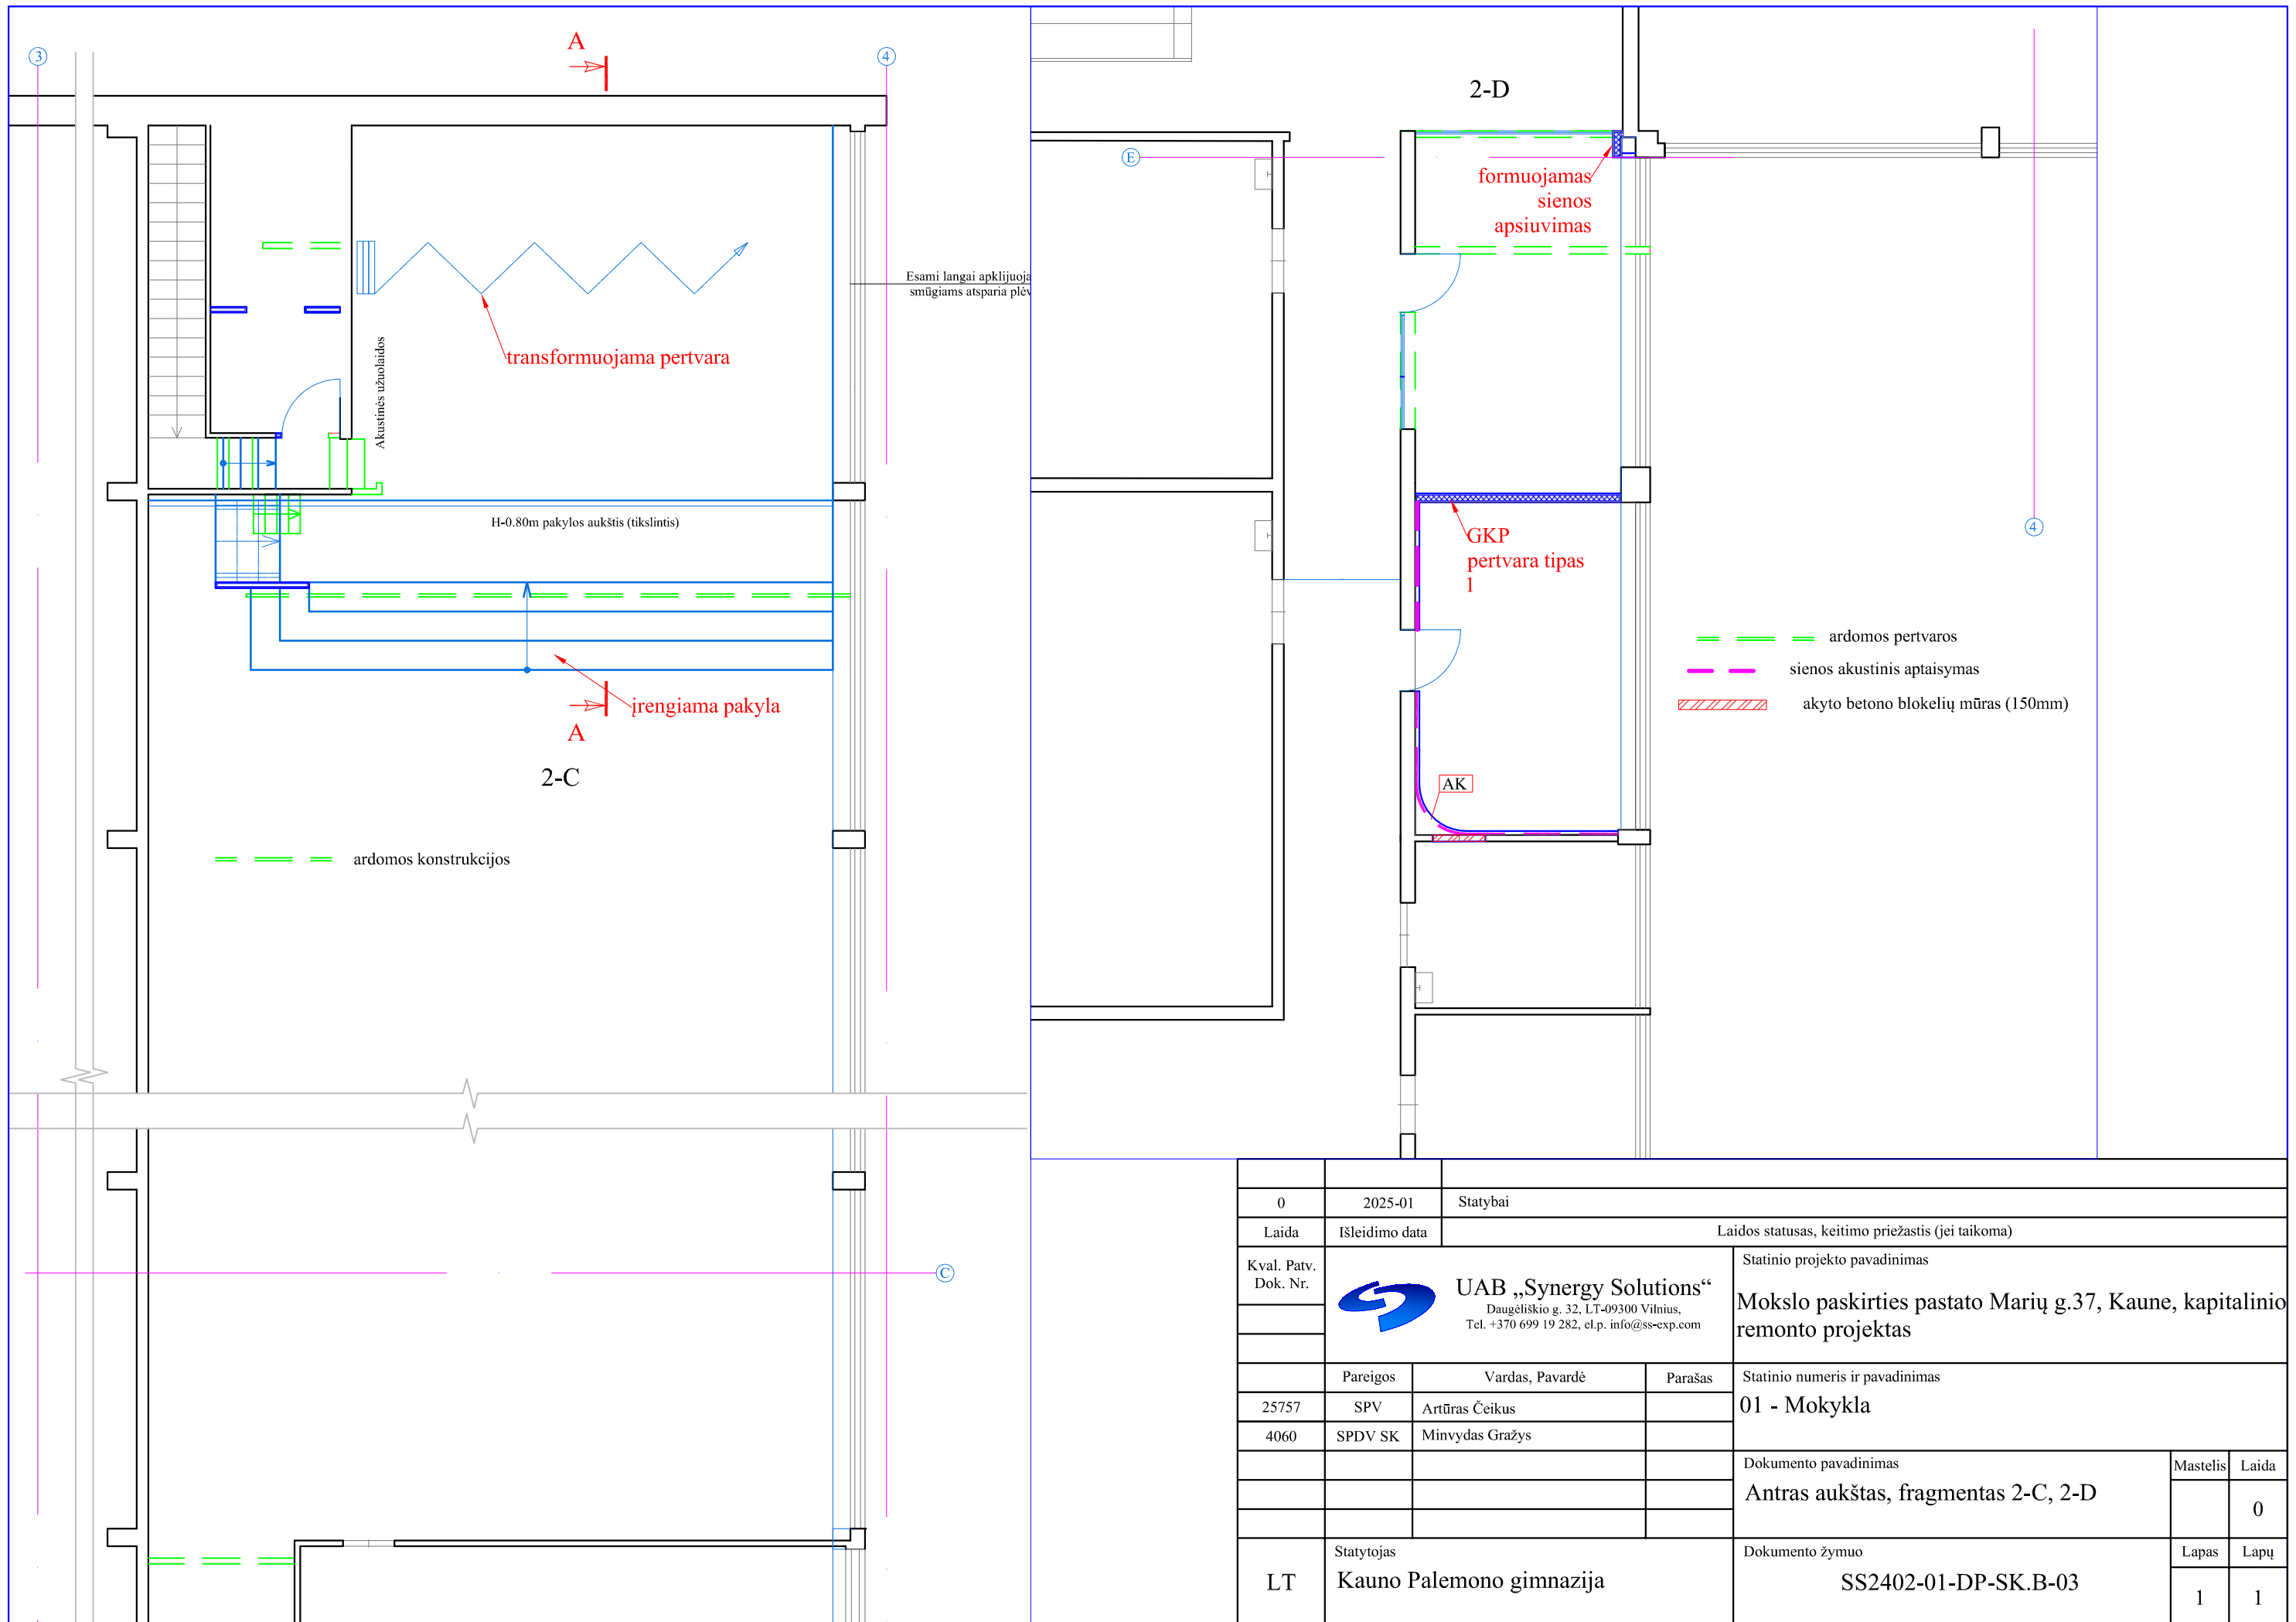 3
A
4
2-D
E
formuojamas
sienos
apsiuvimas
Esami langai apklijuoja
smūgiams atsparia plėv
transformuojama pertvara
Akustinės užuolaidos
H-0.80m pakylos aukštis (tikslintis)
GKP
pertvara tipas
1
4
ardomos pertvaros
sienos akustinis aptaisymas
akyto betono blokelių mūras (150mm)
įrengiama pakyla
A
2-C
AK
ardomos konstrukcijos
C
0 2025-01 Statybai
Laida Išleidimo data Laidos statusas, keitimo priežastis (jei taikoma)
Kval. Patv.
Dok. Nr.
UAB „Synergy Solutions“
Daugėliškio g. 32, LT-09300 Vilnius,
Tel. +370 699 19 282, el.p. info@ss-exp.com
Statinio projekto pavadinimas
Mokslo paskirties pastato Marių g.37, Kaune, kapitalinio
remonto projektas
Pareigos Vardas, Pavardė Parašas
25757 SPV Artūras Čeikus
4060 SPDV SK Minvydas Gražys
Statinio numeris ir pavadinimas
01 - Mokykla
Dokumento pavadinimas
Antras aukštas, fragmentas 2-C, 2-D
Mastelis Laida
0
LT
Statytojas
Kauno Palemono gimnazija
Dokumento žymuo
SS2402-01-DP-SK.B-03
Lapas Lapų
1 1